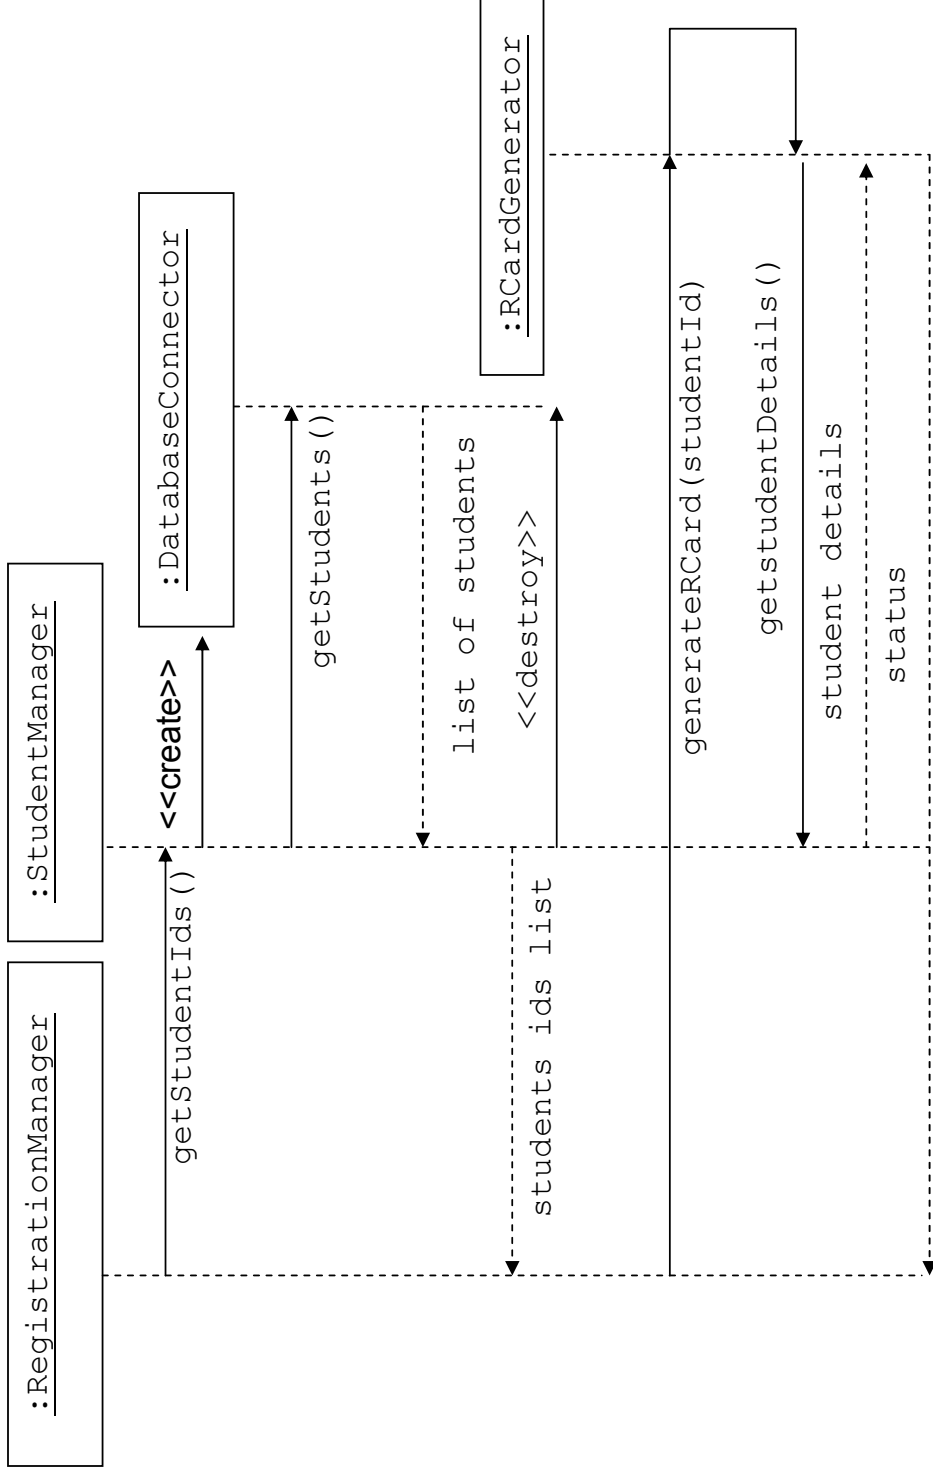 :RegistrationManager
:StudentManager
:DatabaseConnector
:RCardGenerator
getStudentIds()
<<create>>
getStudents()
list of students
students ids list
<<destroy>>
generateRCard(studentId)
getstudentDetails()
student details
status